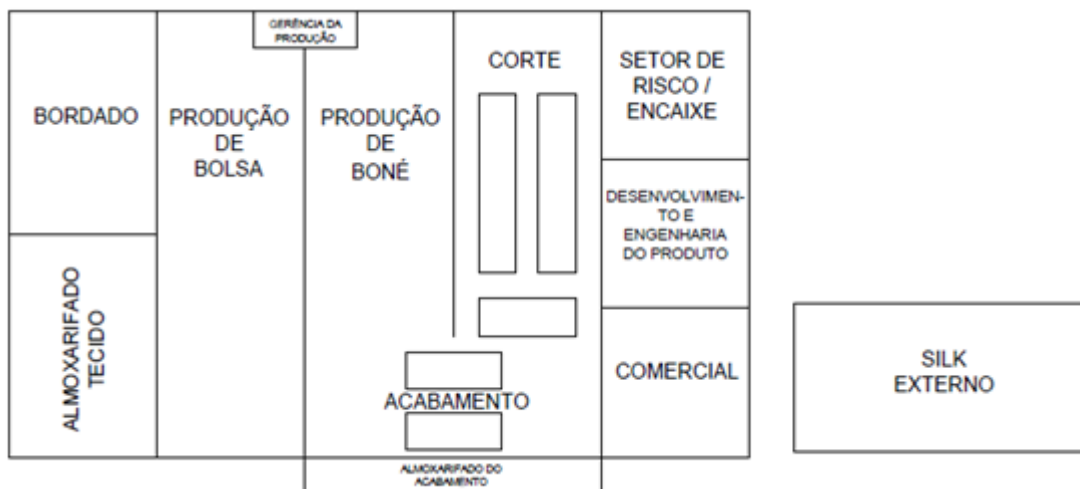 GERÊNCIA DA
PRODUÇÃO
BORDADO
PRODUÇÃO
DE
BOLSA
PRODUÇÃO
DE
BONÉ
CORTE
SETOR DE
RISCO /
ENCAIXE
DESENVOLVIMEN-
TO E
ENGENHARIA
DO PRODUTO
ALMOXARIFADO
TECIDO
COMERCIAL
ACABAMENTO
ALMOXARIFADO DO
ACABAMENTO
SILK
EXTERNO